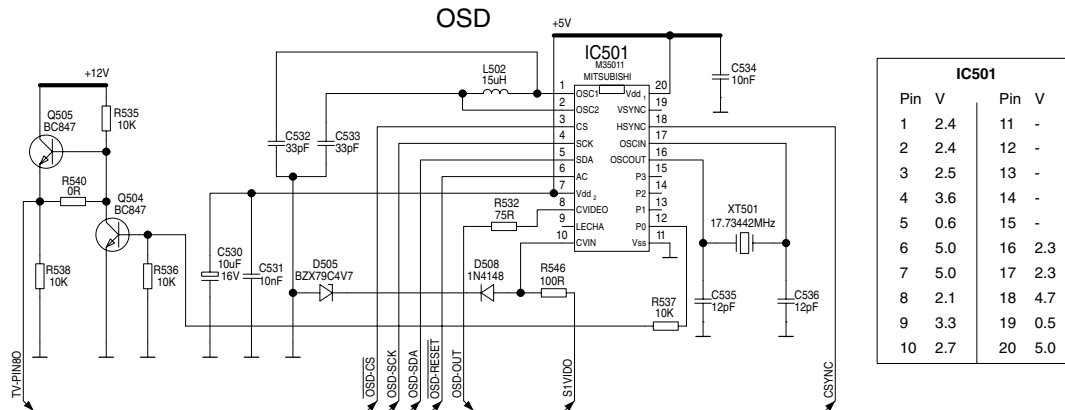 OSD
+5V
+12V
Q505
BC847
R535
10K
R540
0R
Q504
BC847
R538
10K
R536
10K
C530
10uF
16V
C531
10nF
C532
33pF
C533
33pF
L502
15uH
IC501
M35011
MITSUBISHI
1 OSC1 Vdd 1 20
2 OSC2 VSYNC 19
3 CS HSYNC 18
4 SCK OSCIN 17
5 SDA OSCOUT 16
6 AC P3 15
7 Vdd 2 P2 14
8 CVIDEO P1 13
9 LECHA P0 12
10 CVIN Vss 11
C534
10nF
R532
75R
D505
BZX79C4V7
D508
1N4148
R546
100R
R537
10K
XT501
17.73442MHz
C535
12pF
C536
12pF
TV-PIN8O
OSD-CS
OSD-SCK
OSD-SDA
OSD-RESET
OSD-OUT
S1VIDO
CSYNC
IC501
Pin V Pin V
1 2.4 11 -
2 2.4 12 -
3 2.5 13 -
4 3.6 14 -
5 0.6 15 -
6 5.0 16 2.3
7 5.0 17 2.3
8 2.1 18 4.7
9 3.3 19 0.5
10 2.7 20 5.0